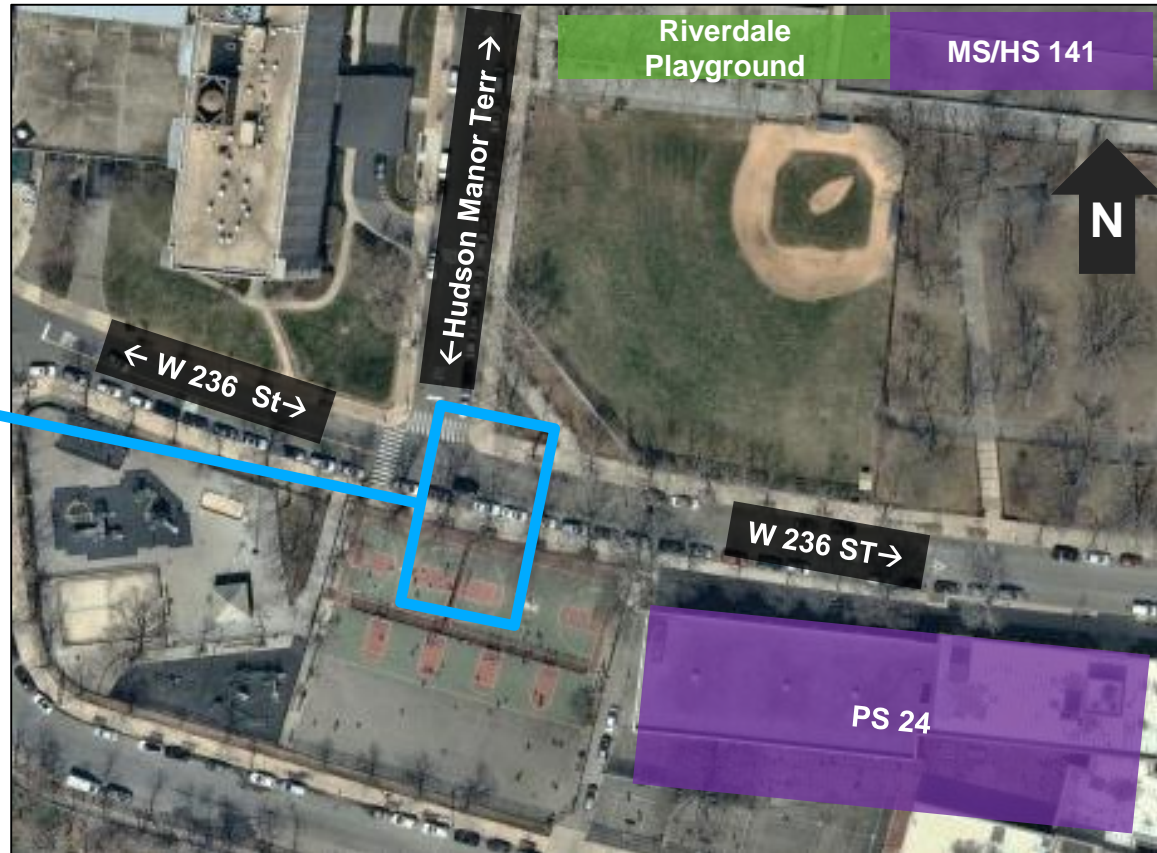 Riverdale
Playground
MS/HS 141
←Hudson Manor Terr→
N
← W 236 St→
W 236 ST→
PS 24